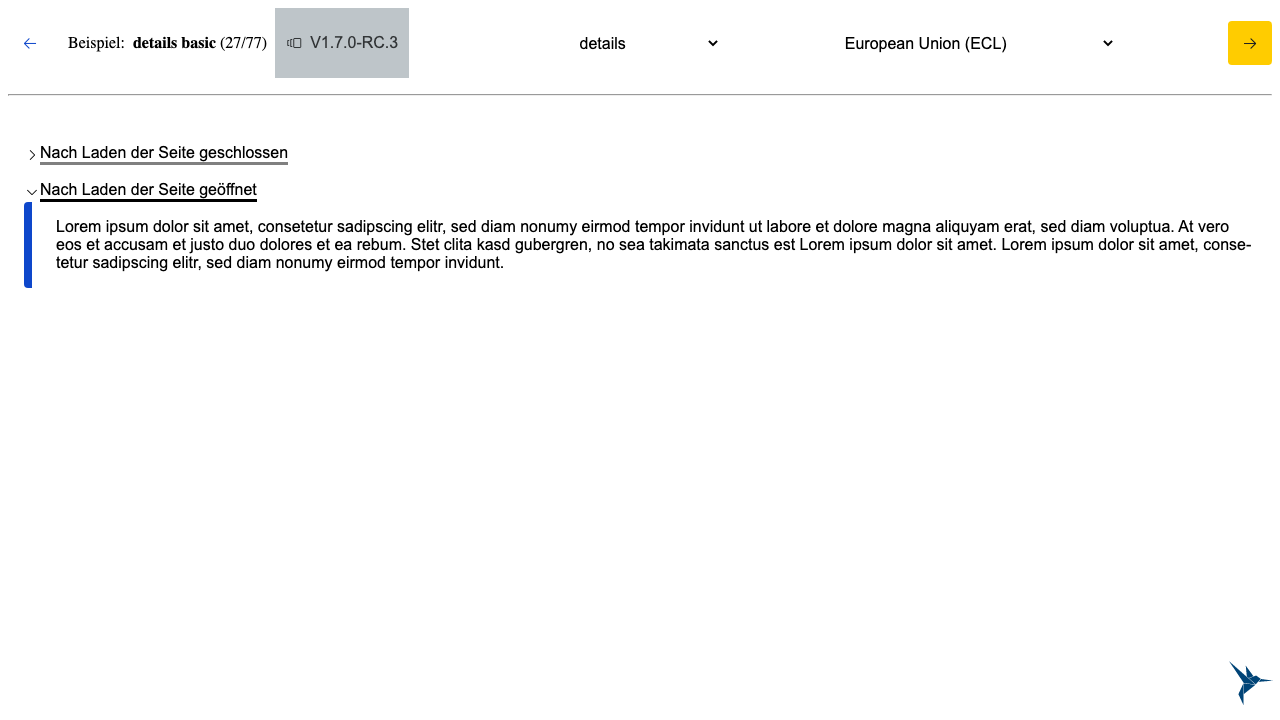 Beispiel: details basic (27/77) V1.7.0-RC.3 details European Union (ECL)
Nach Laden der Seite geschlossen
Nach Laden der Seite geöffnet
Lorem ipsum dolor sit amet, consetetur sadipscing elitr, sed diam nonumy eirmod tempor invidunt ut labore et dolore magna aliquyam erat, sed diam voluptua. At vero
eos et accusam et justo duo dolores et ea rebum. Stet clita kasd gubergren, no sea takimata sanctus est Lorem ipsum dolor sit amet. Lorem ipsum dolor sit amet, conse-
tetur sadipscing elitr, sed diam nonumy eirmod tempor invidunt.